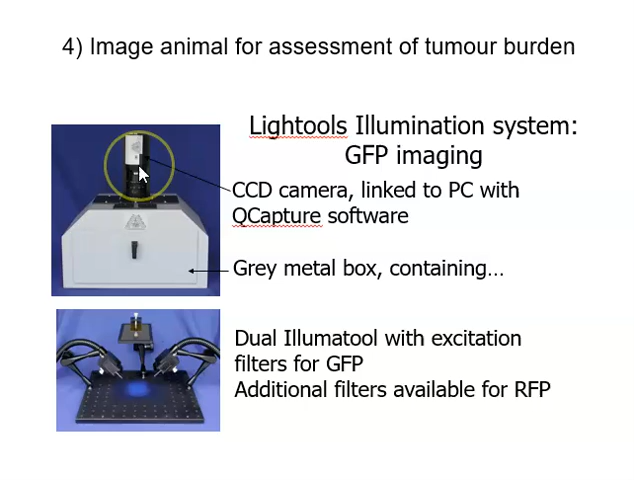 4) Image animal for assessment of tumour burden
Lightools Illumination system:
GFP imaging
CCD camera, linked to PC with
QCapture software
Grey metal box, containing…
Dual Illumatool with excitation
filters for GFP
Additional filters available for RFP